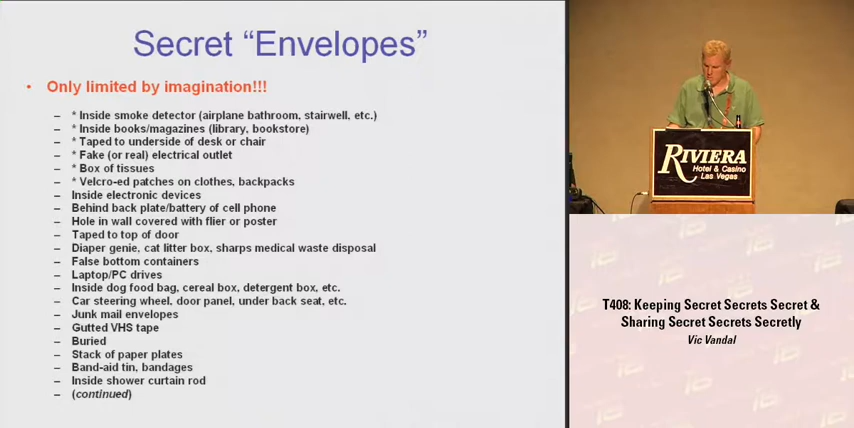 Secret “Envelopes”
• Only limited by imagination!!!
– * Inside smoke detector (airplane bathroom, stairwell, etc.)
– * Inside books/magazines (library, bookstore)
– * Taped to underside of desk or chair
– * Fake (or real) electrical outlet
– * Box of tissues
– * Velcro-ed patches on clothes, backpacks
– Inside electronic devices
– Behind back plate/battery of cell phone
– Hole in wall covered with flier or poster
– Taped to top of door
– Diaper genie, cat litter box, sharps medical waste disposal
– False bottom containers
– Laptop/PC drives
– Inside dog food bag, cereal box, detergent box, etc.
– Car steering wheel, door panel, under back seat, etc.
– Junk mail envelopes
– Gutted VHS tape
– Buried
– Stack of paper plates
– Band-aid tin, bandages
– Inside shower curtain rod
– (continued)
RIVIERA
Hotel & Casino
Las Vegas
T408: Keeping Secret Secrets Secret &
Sharing Secret Secrets Secretly
Vic Vandal